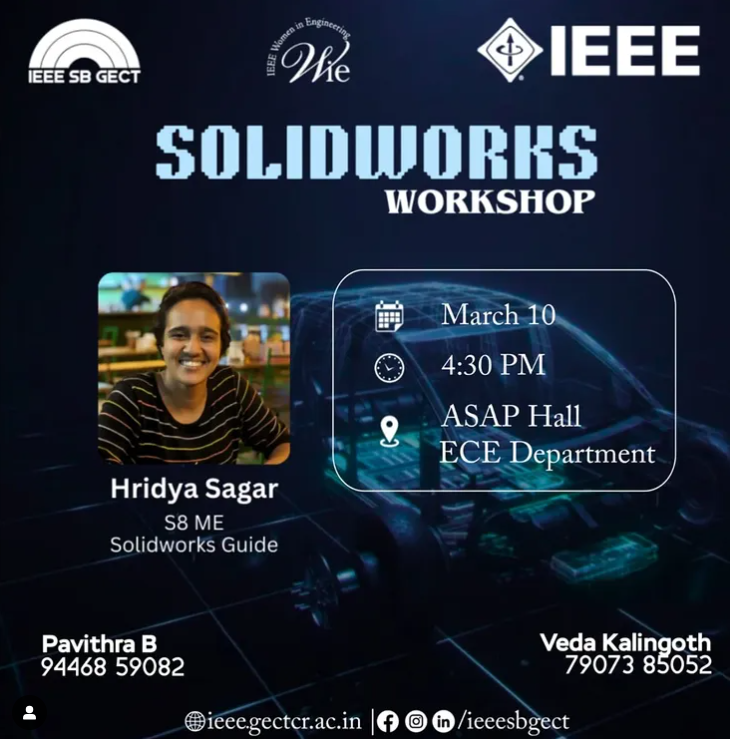 IEEE SB GECT
IEEE Women in Engineering
Wie
IEEE
SOLIDWORKS
WORKSHOP
March 10
4:30 PM
ASAP Hall
ECE Department
Hridya Sagar
S8 ME
Solidworks Guide
Pavithra B
94468 59082
Veda Kalingoth
79073 85052
ieee.gectcr.ac.in | in /ieeesbgect